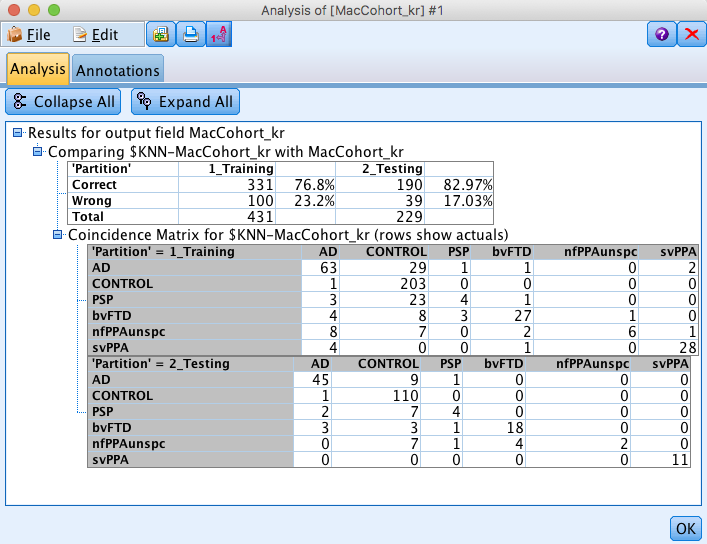 Analysis of [MacCohort_kr] #1
File Edit
Analysis Annotations
Collapse All Expand All
Results for output field MacCohort_kr
Comparing $KNN-MacCohort_kr with MacCohort_kr
'Partition' 1_Training 2_Testing
Correct 331 76.8% 190 82.97%
Wrong 100 23.2% 39 17.03%
Total 431 229
Coincidence Matrix for $KNN-MacCohort_kr (rows show actuals)
'Partition' = 1_Training AD CONTROL PSP bvFTD nfPPAunspc svPPA
AD 63 29 1 1 0 2
CONTROL 1 203 0 0 0 0
PSP 3 23 4 1 0 0
bvFTD 4 8 3 27 1 0
nfPPAunspc 8 7 0 2 6 1
svPPA 4 0 0 1 0 28
'Partition' = 2_Testing AD CONTROL PSP bvFTD nfPPAunspc svPPA
AD 45 9 1 0 0 0
CONTROL 1 110 0 0 0 0
PSP 2 7 4 0 0 0
bvFTD 3 3 1 18 0 0
nfPPAunspc 0 7 1 4 2 0
svPPA 0 0 0 0 0 11
OK